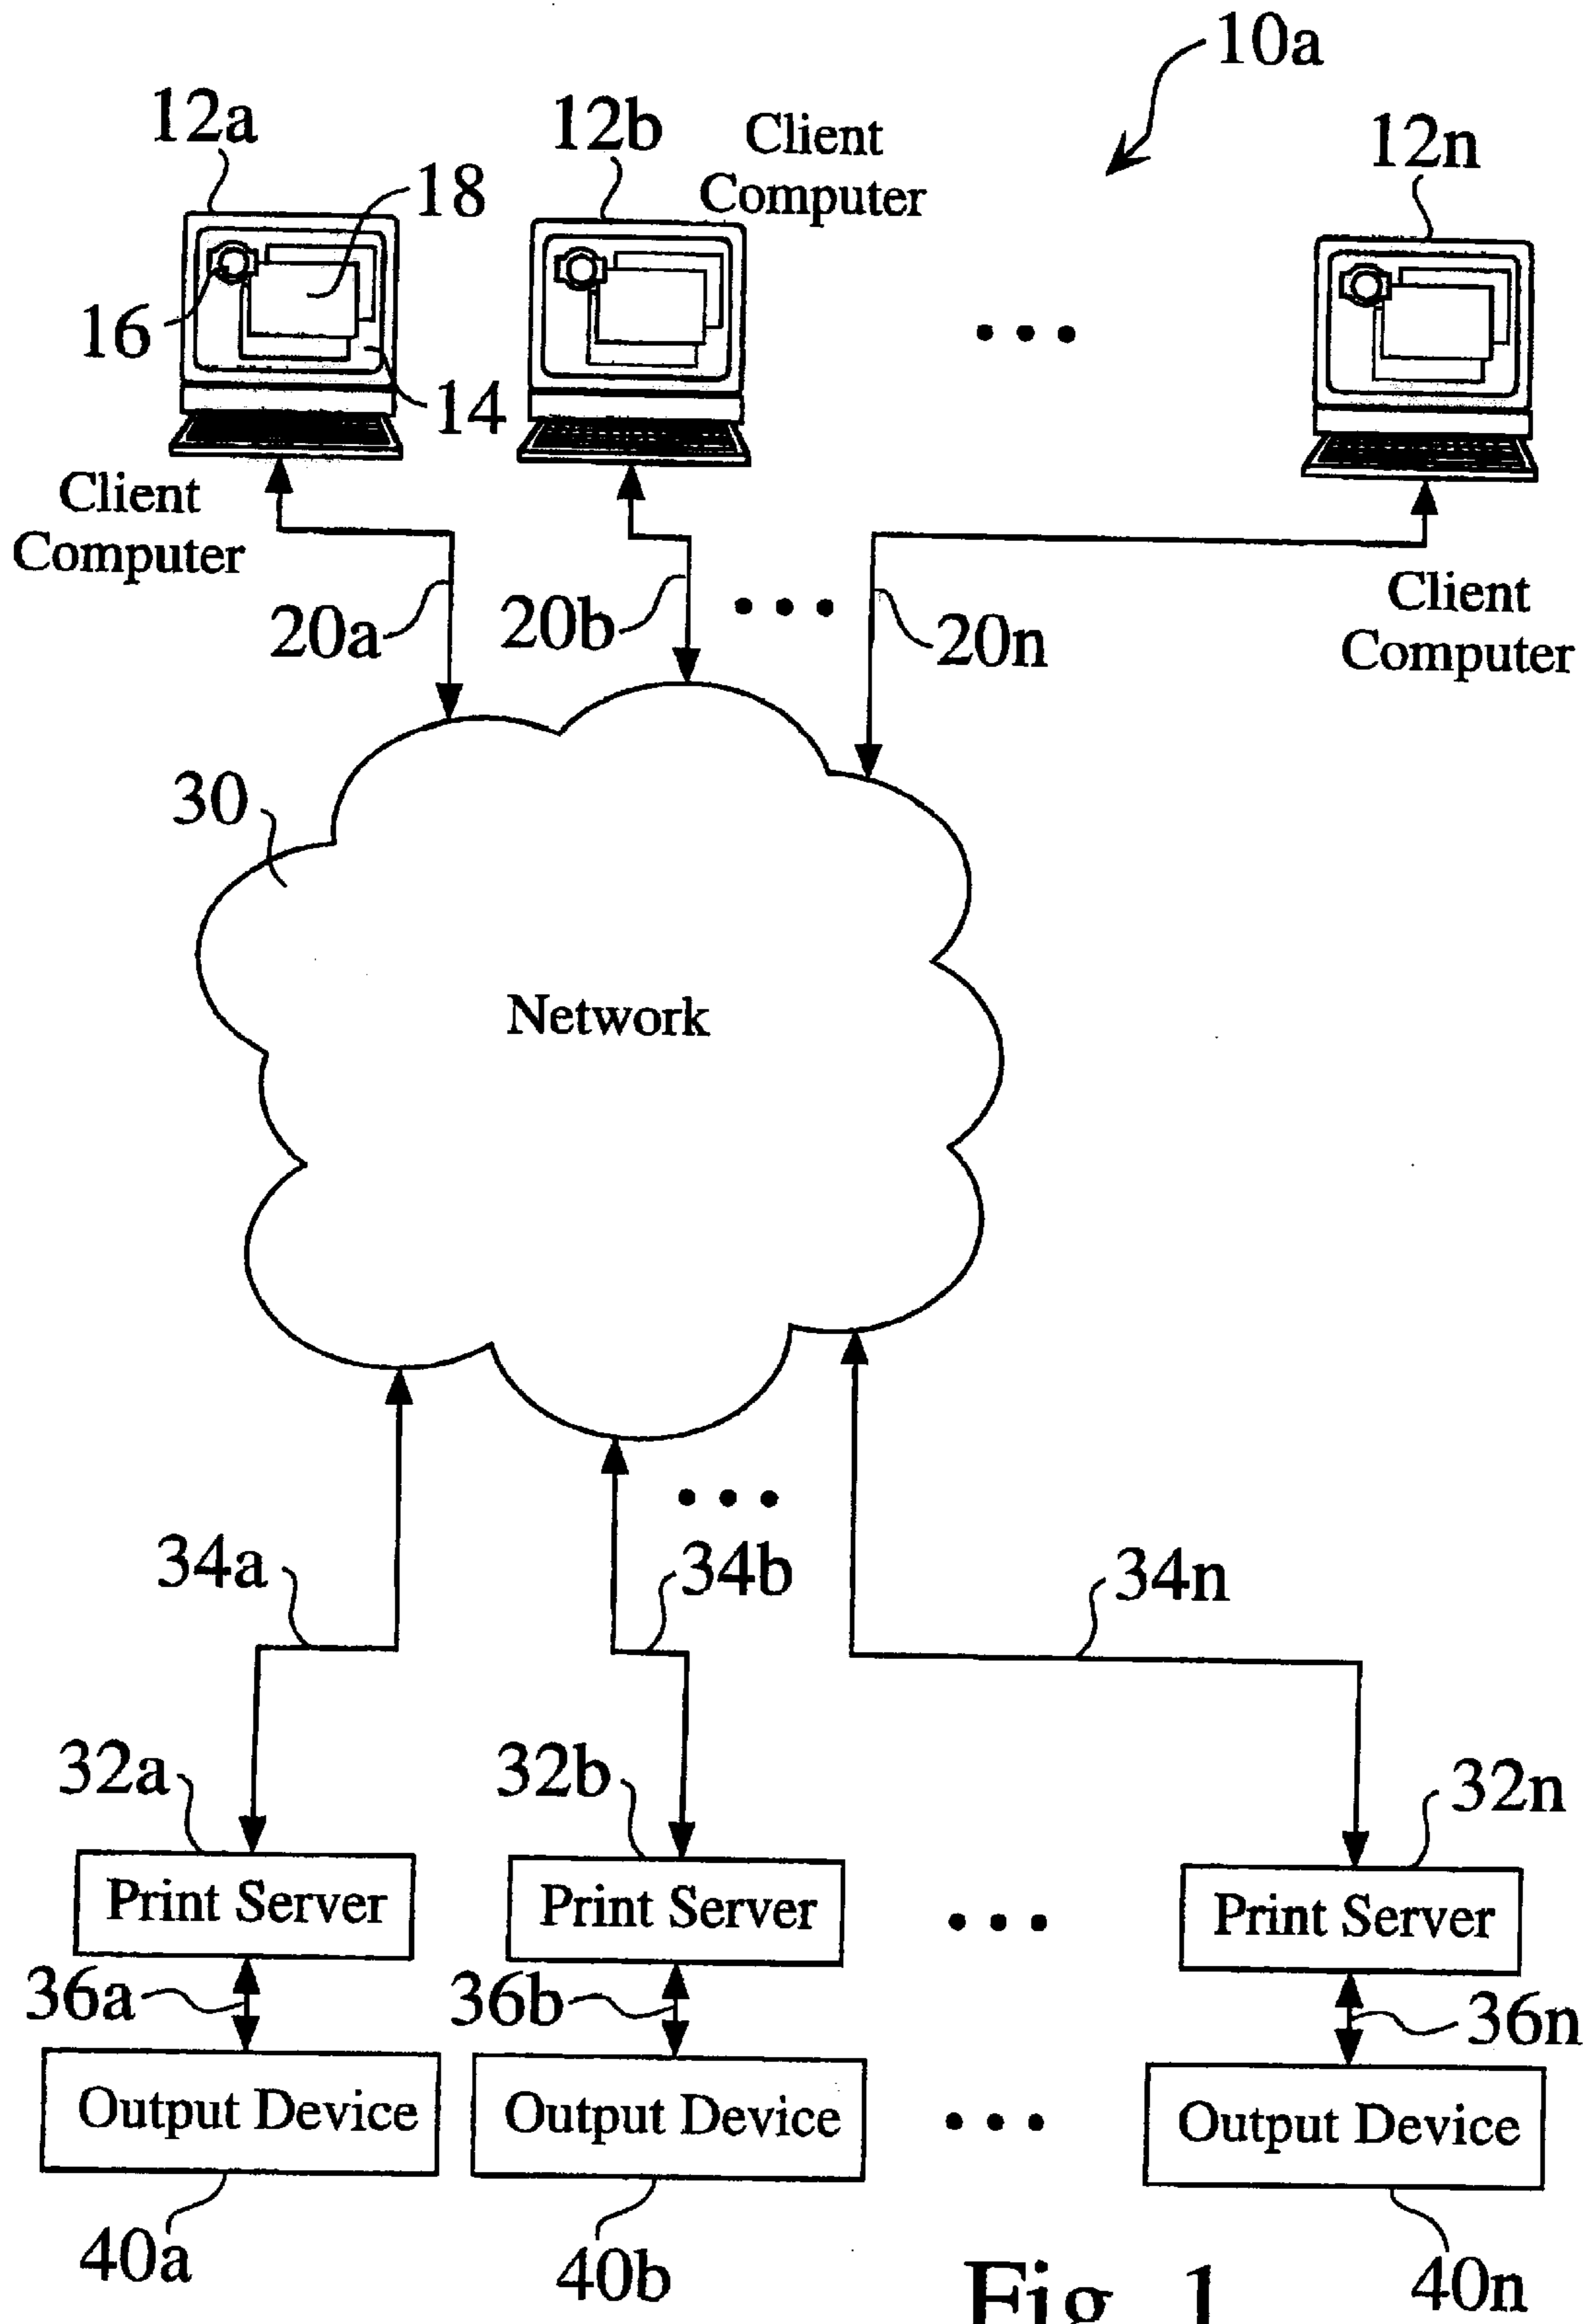 10a
12a
12b
Client
Computer
12n
18
16
14
Client
Computer
20a
20b
20n
Client
Computer
30
Network
34a
34b
34n
32a
32b
32n
Print Server
Print Server
Print Server
36a
36b
36n
Output Device
Output Device
Output Device
40a
40b
40n
Fig. 1